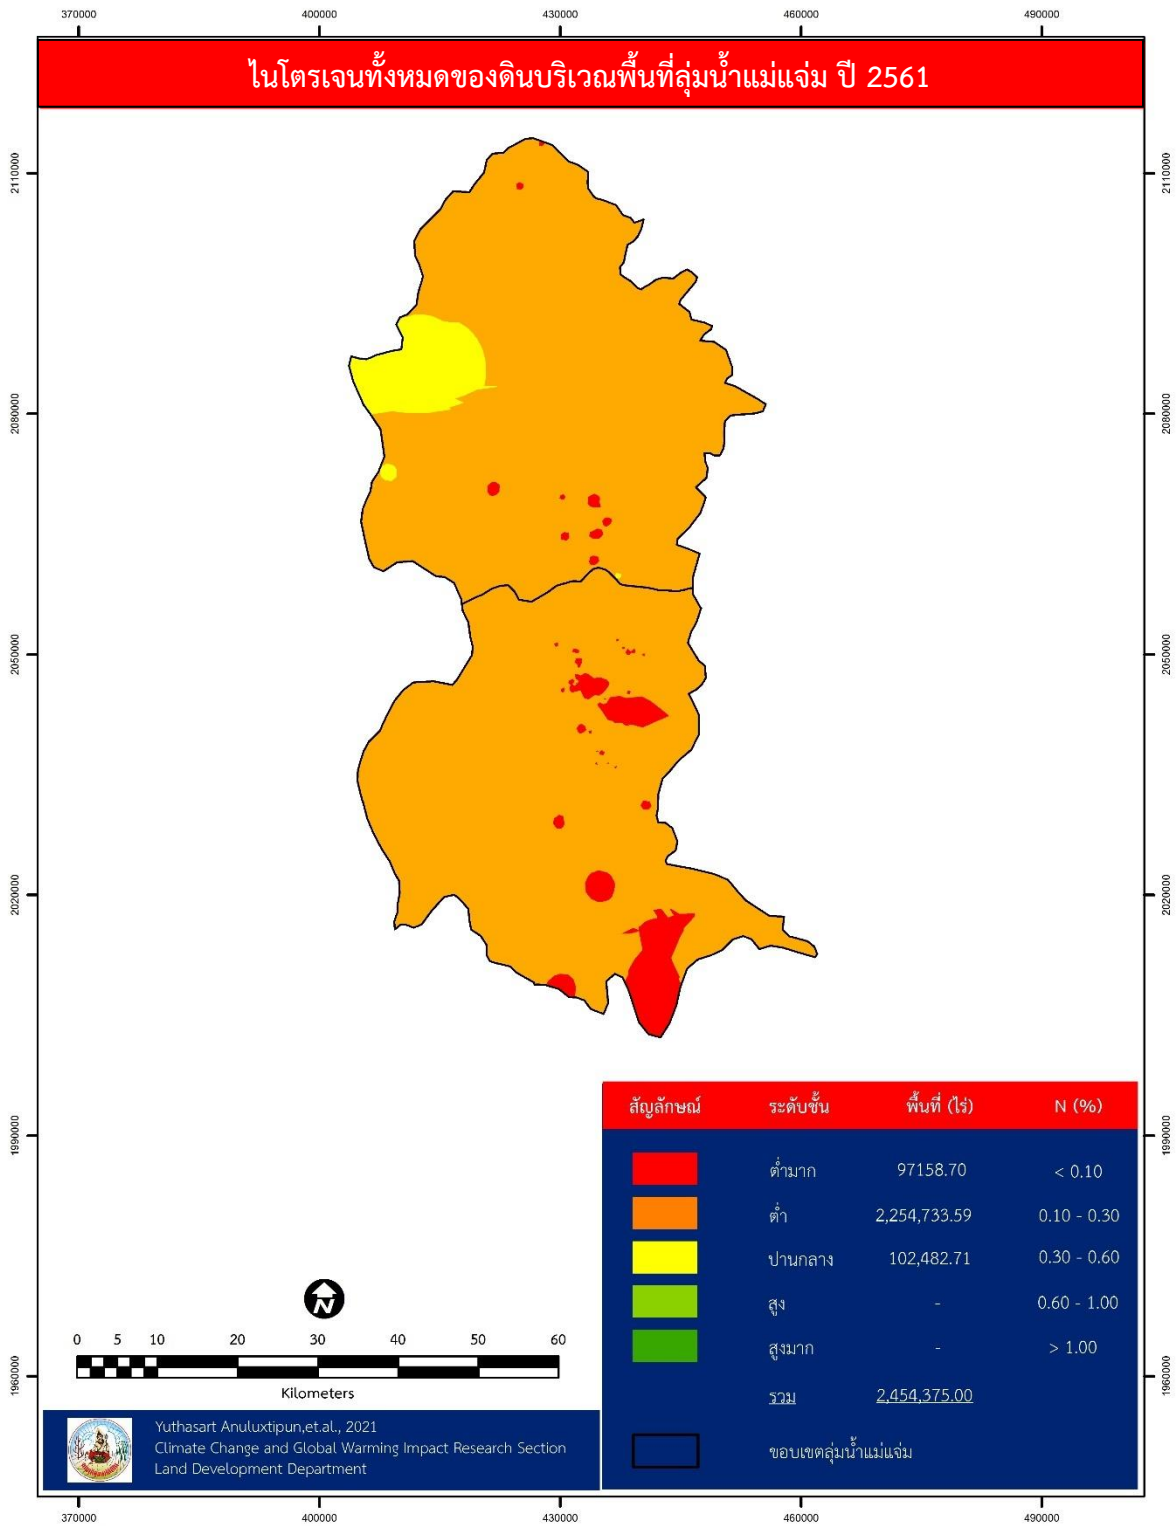 370000 400000 430000 460000 490000
ไนโตรเจนทั้งหมดของดินบริเวณพื้นที่ลุ่มน้ำแม่แจ่ม ปี 2561
2110000 2110000
2080000 2080000
2050000 2050000
2020000 2020000
1990000 1990000
1960000 1960000
สัญลักษณ์ ระดับชั้น พื้นที่ (ไร่) N (%)
ต่ำมาก 97158.70 < 0.10
ต่ำ 2,254,733.59 0.10 - 0.30
ปานกลาง 102,482.71 0.30 - 0.60
สูง - 0.60 - 1.00
สูงมาก - > 1.00
รวม 2,454,375.00
ขอบเขตลุ่มน้ำแม่แจ่ม
N
0 5 10 20 30 40 50 60
Kilometers
Yuthasart Anuluxtipun,et.al., 2021
Climate Change and Global Warming Impact Research Section
Land Development Department
370000 400000 430000 460000 490000